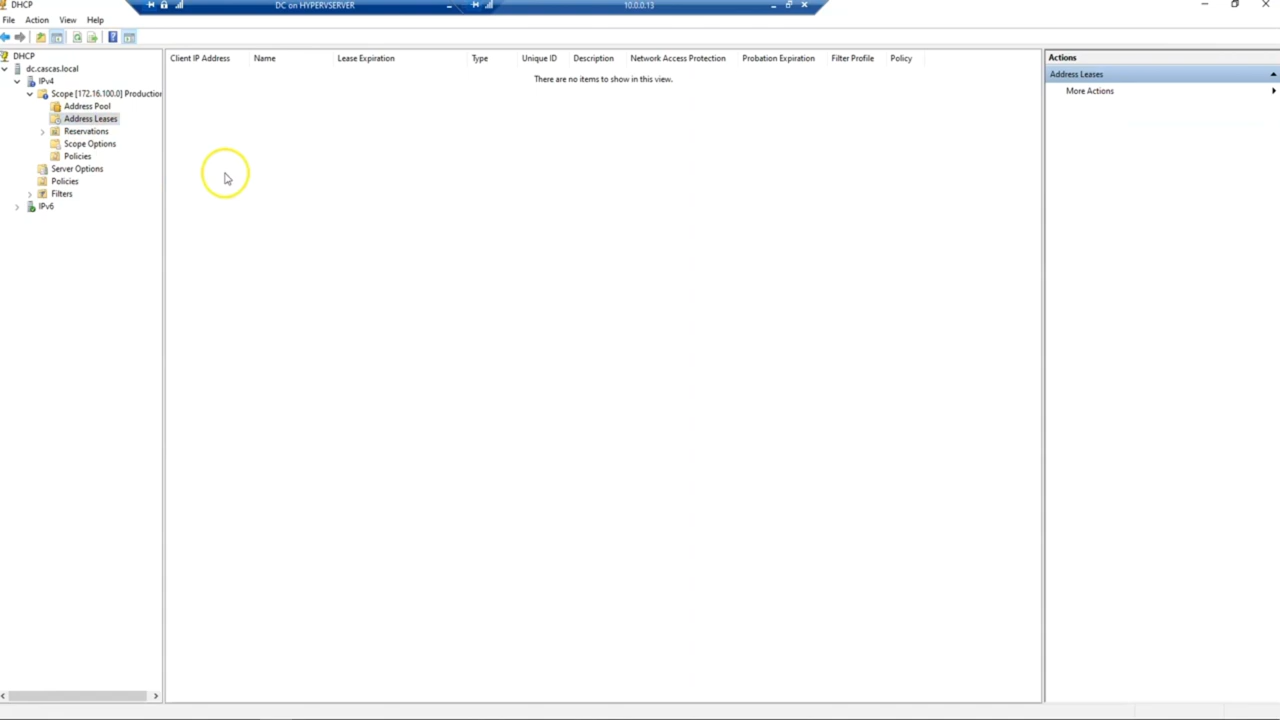 DHCP
DC on HYPERVSERVER
10.0.0.13
File Action View Help
DHCP
dc.cascas.local
IPv4
Scope [172.16.100.0] Production
Address Pool
Address Leases
Reservations
Scope Options
Policies
Server Options
Policies
Filters
IPv6
Client IP Address Name Lease Expiration Type Unique ID Description Network Access Protection Probation Expiration Filter Profile Policy
There are no items to show in this view.
Actions
Address Leases
More Actions